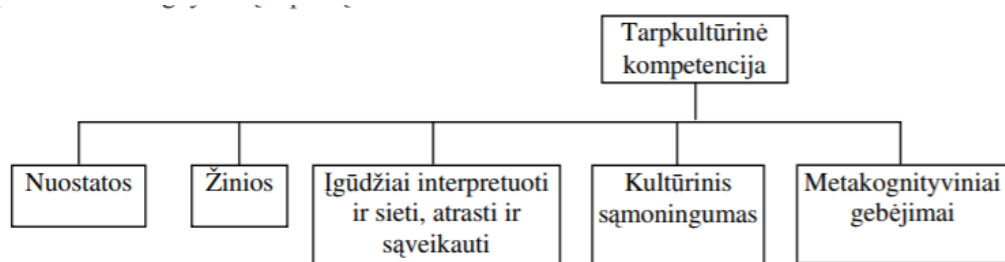 Tarpkultūrinė
kompetencija
Nuostatos
Žinios
Įgūdžiai interpretuoti
ir sieti, atrasti ir
sąveikauti
Kultūrinis
sąmoningumas
Metakognityviniai
gebėjimai